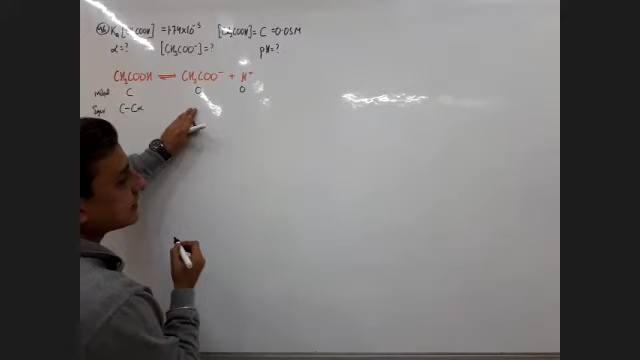 Ka [CH3COOH] = 1.74×10⁻⁵ [CH3COOH] = C = 0.05M
α = ? [CH3COO⁻] = ? pH = ?
CH3COOH ⇌ CH3COO⁻ + H⁺
C 0 0
C-Cα